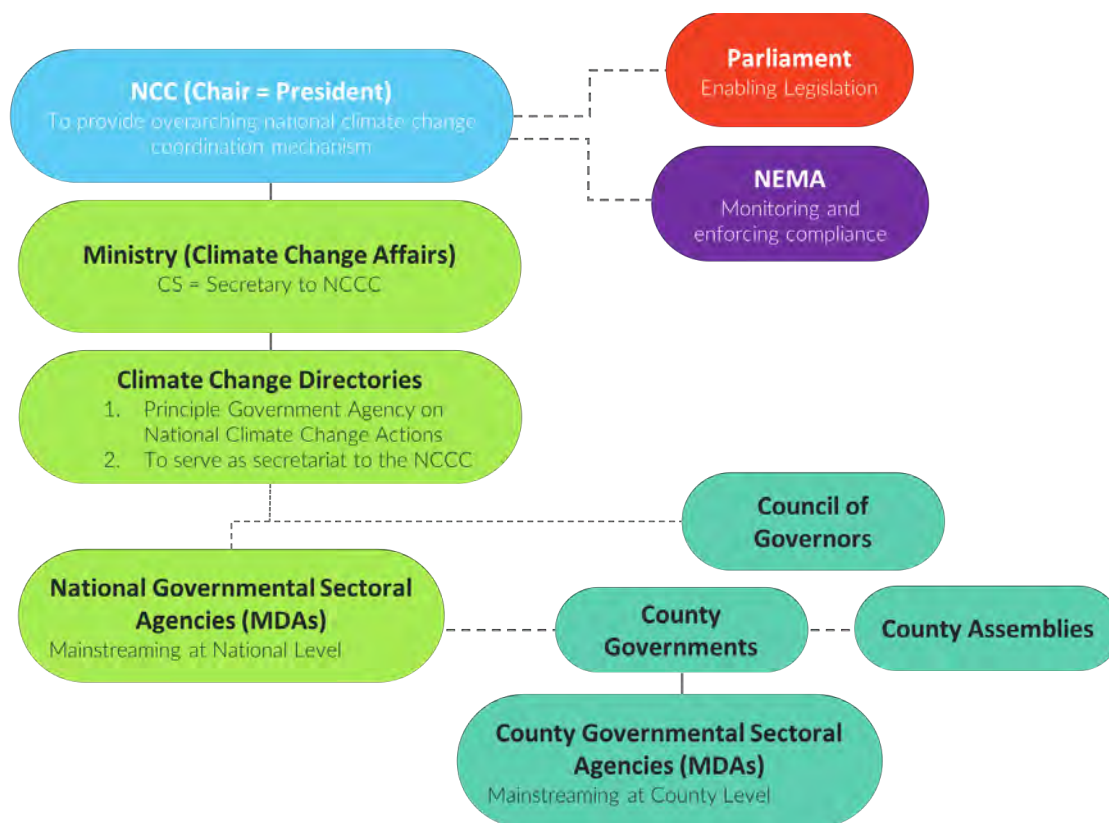 NCC (Chair = President)
To provide overarching national climate change
coordination mechanism
Parliament
Enabling Legislation
NEMA
Monitoring and
enforcing compliance
Ministry (Climate Change Affairs)
CS = Secretary to NCCC
Climate Change Directories
1. Principle Government Agency on
National Climate Change Actions
2. To serve as secretariat to the NCCC
Council of
Governors
National Governmental Sectoral
Agencies (MDAs)
Mainstreaming at National Level
County
Governments
County Assemblies
County Governmental Sectoral
Agencies (MDAs)
Mainstreaming at County Level